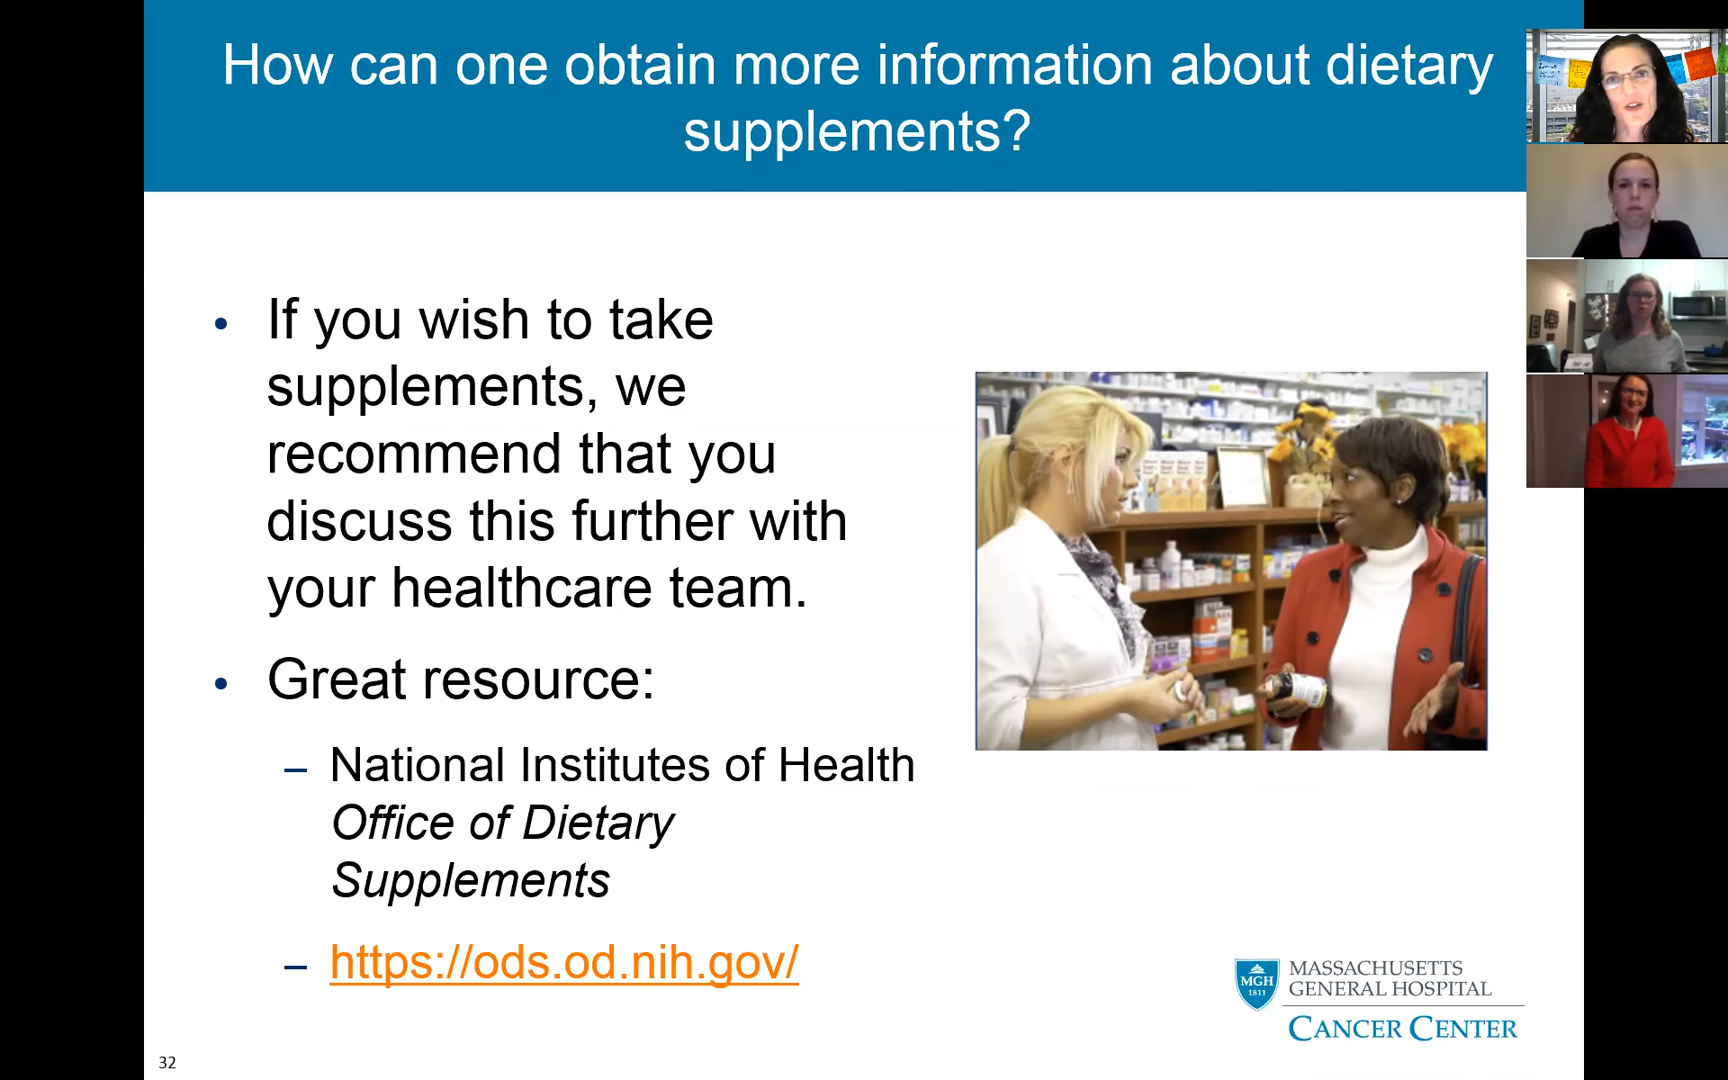 How can one obtain more information about dietary
supplements?
• If you wish to take
supplements, we
recommend that you
discuss this further with
your healthcare team.
• Great resource:
– National Institutes of Health
Office of Dietary
Supplements
– https://ods.od.nih.gov/
MGH
1811
MASSACHUSETTS
GENERAL HOSPITAL
CANCER CENTER
32